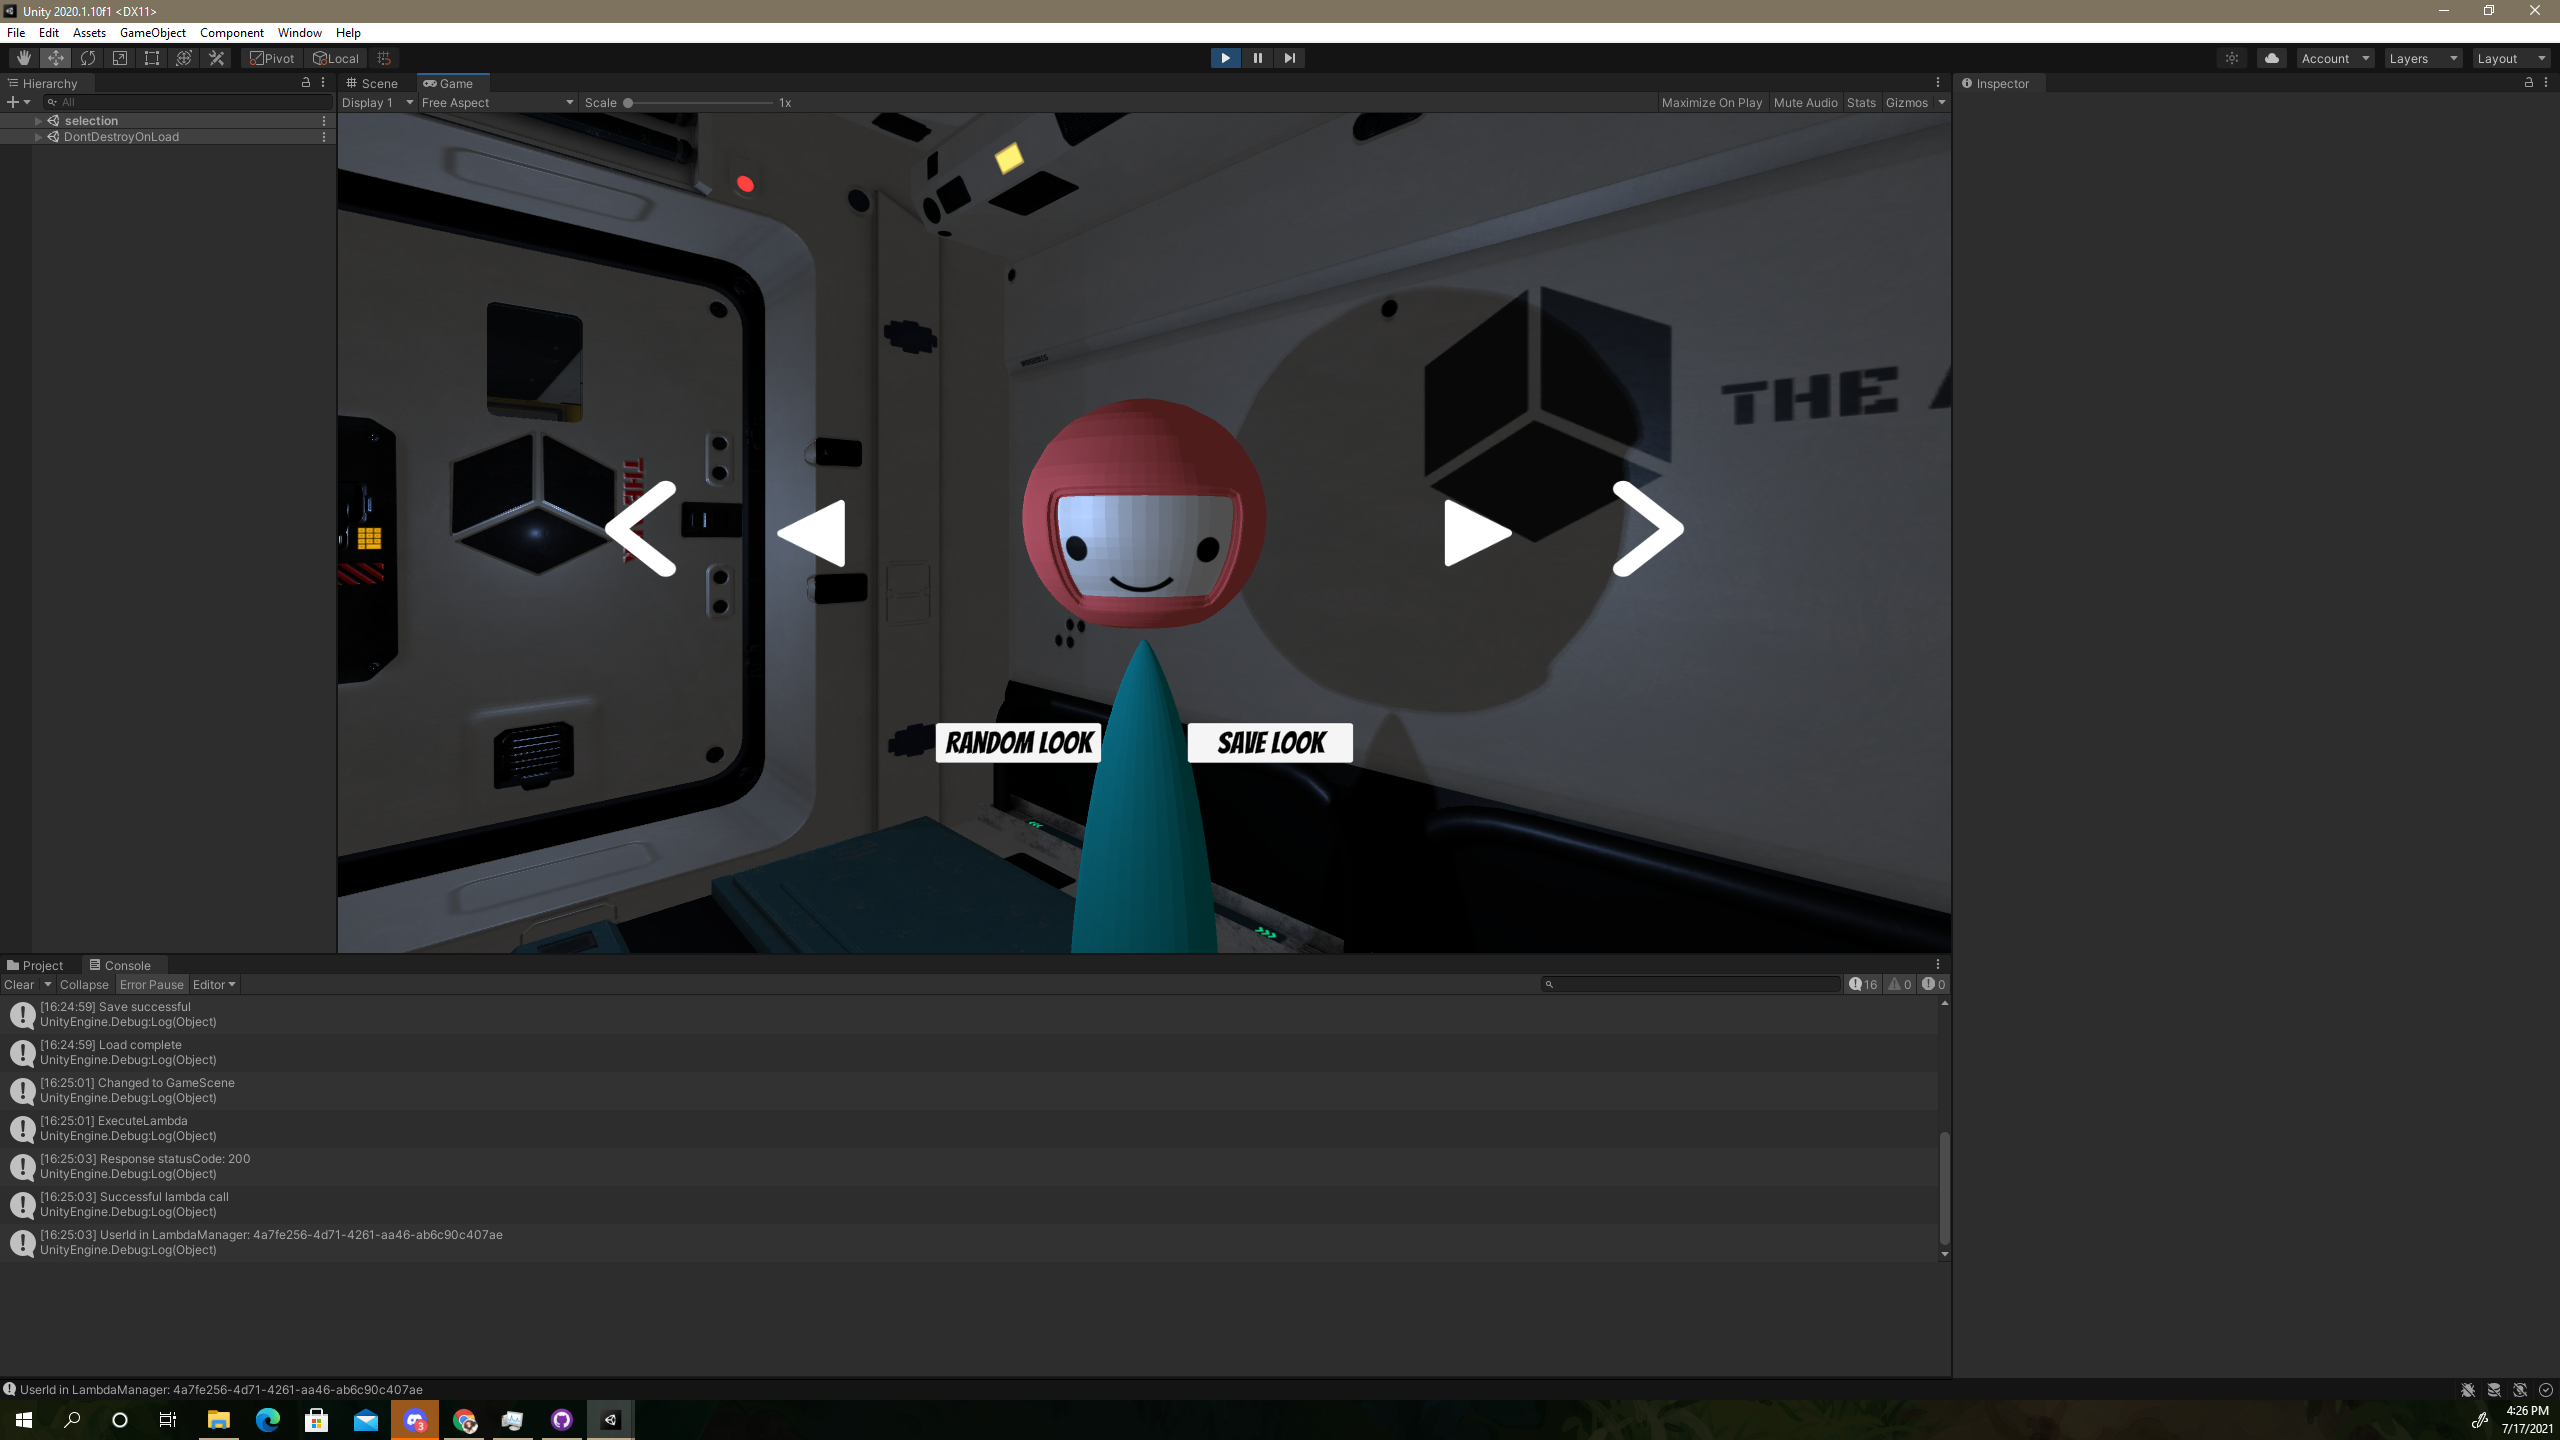 Unity 2020.1.10f1 <DX11>
File Edit Assets GameObject Component Window Help
Pivot Local
Account Layers Layout
Hierarchy
All
selection
DontDestroyOnLoad
Scene Game
Display 1 Free Aspect Scale 1x
Maximize On Play Mute Audio Stats Gizmos
Inspector
THE
RANDOM LOOK
SAVE LOOK
Project Console
Clear Collapse Error Pause Editor
16 0 0
[16:24:59] Save successful
UnityEngine.Debug:Log(Object)
[16:24:59] Load complete
UnityEngine.Debug:Log(Object)
[16:25:01] Changed to GameScene
UnityEngine.Debug:Log(Object)
[16:25:01] ExecuteLambda
UnityEngine.Debug:Log(Object)
[16:25:03] Response statusCode: 200
UnityEngine.Debug:Log(Object)
[16:25:03] Successful lambda call
UnityEngine.Debug:Log(Object)
[16:25:03] UserId in LambdaManager: 4a7fe256-4d71-4261-aa46-ab6c90c407ae
UnityEngine.Debug:Log(Object)
UserId in LambdaManager: 4a7fe256-4d71-4261-aa46-ab6c90c407ae
3
4:26 PM
7/17/2021